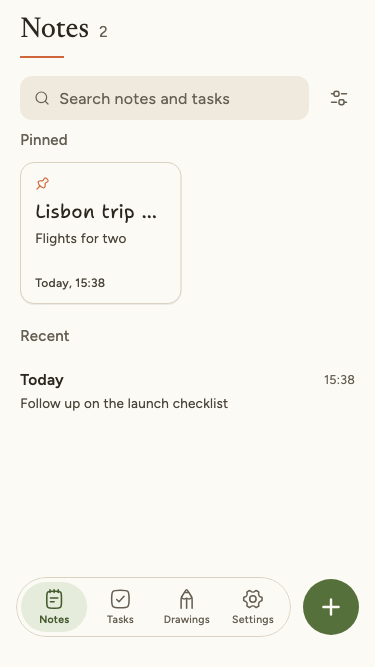 Notes 2
Search notes and tasks
Pinned
Lisbon trip ...
Flights for two
Today, 15:38
Recent
Today 15:38
Follow up on the launch checklist
Notes Tasks Drawings Settings